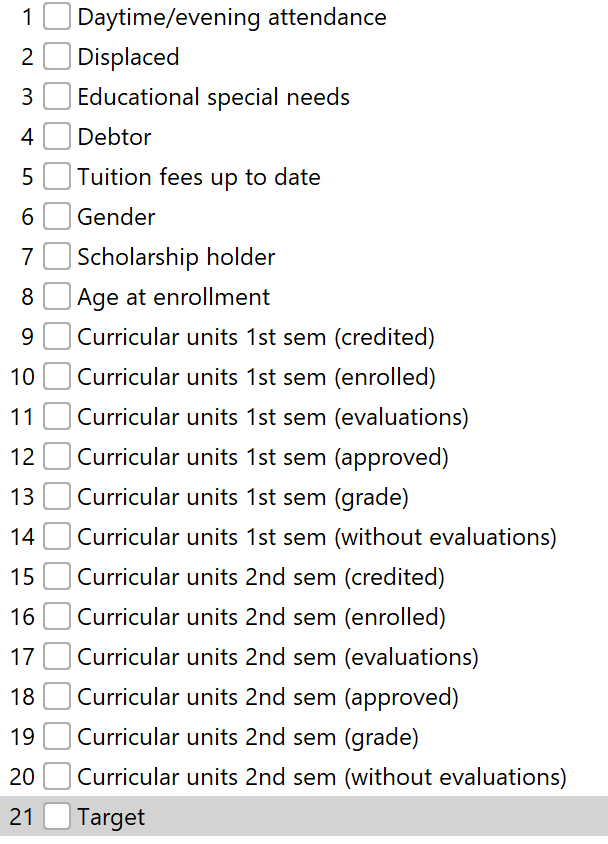 1 Daytime/evening attendance
2 Displaced
3 Educational special needs
4 Debtor
5 Tuition fees up to date
6 Gender
7 Scholarship holder
8 Age at enrollment
9 Curricular units 1st sem (credited)
10 Curricular units 1st sem (enrolled)
11 Curricular units 1st sem (evaluations)
12 Curricular units 1st sem (approved)
13 Curricular units 1st sem (grade)
14 Curricular units 1st sem (without evaluations)
15 Curricular units 2nd sem (credited)
16 Curricular units 2nd sem (enrolled)
17 Curricular units 2nd sem (evaluations)
18 Curricular units 2nd sem (approved)
19 Curricular units 2nd sem (grade)
20 Curricular units 2nd sem (without evaluations)
21 Target